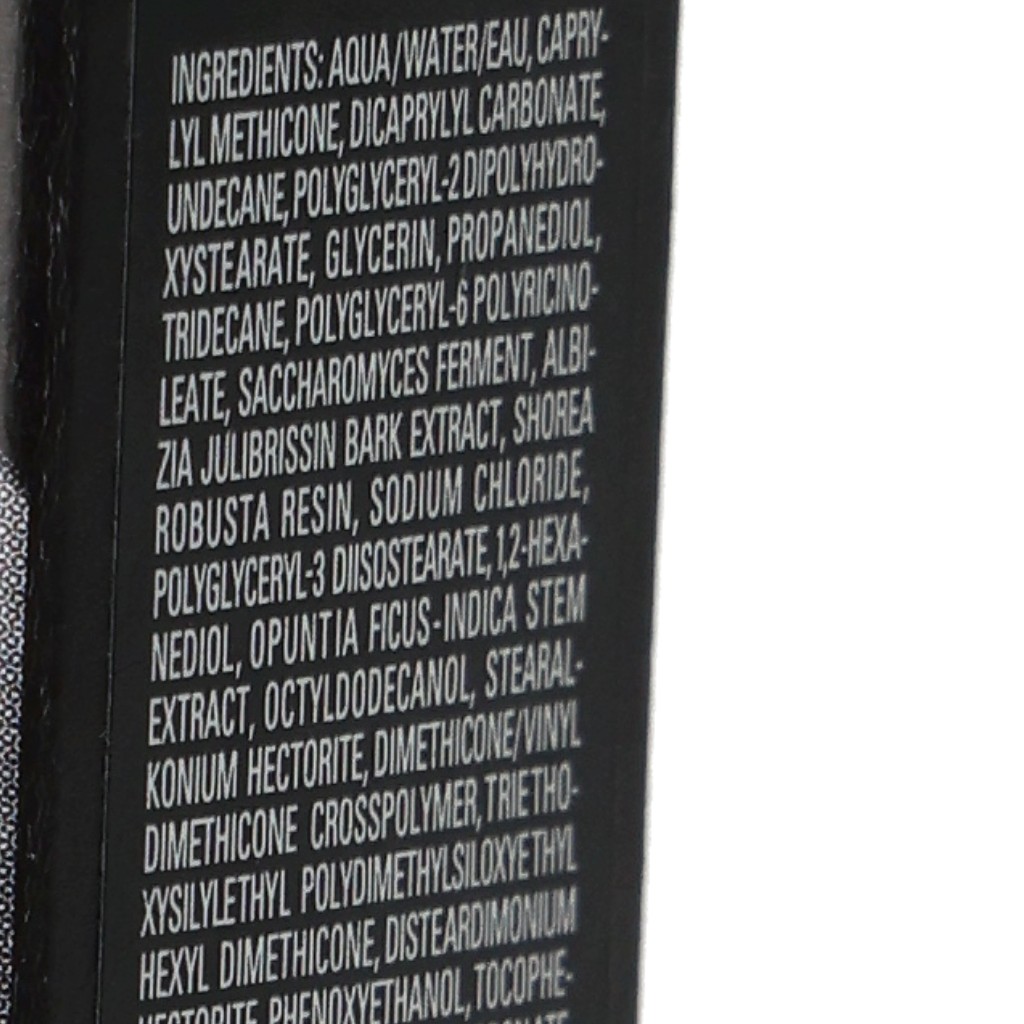 INGREDIENTS: AQUA/WATER/EAU, CAPRY-
LYL METHICONE, DICAPRYLYL CARBONATE,
UNDECANE, POLYGLYCERYL-2 DIPOLYHYDRO-
XYSTEARATE, GLYCERIN, PROPANEDIOL,
TRIDECANE, POLYGLYCERYL-6 POLYRICINO-
LEATE, SACCHAROMYCES FERMENT, ALBI-
ZIA JULIBRISSIN BARK EXTRACT, SHOREA
ROBUSTA RESIN, SODIUM CHLORIDE,
POLYGLYCERYL-3 DIISOSTEARATE, 1,2-HEXA-
NEDIOL, OPUNTIA FICUS-INDICA STEM
EXTRACT, OCTYLDODECANOL, STEARAL-
KONIUM HECTORITE, DIMETHICONE/VINYL
DIMETHICONE CROSSPOLYMER, TRIETHO-
XYSILYLETHYL POLYDIMETHYLSILOXYETHYL
HEXYL DIMETHICONE, DISTEARDIMONIUM
HECTORITE, PHENOXYETHANOL, TOCOPHE-